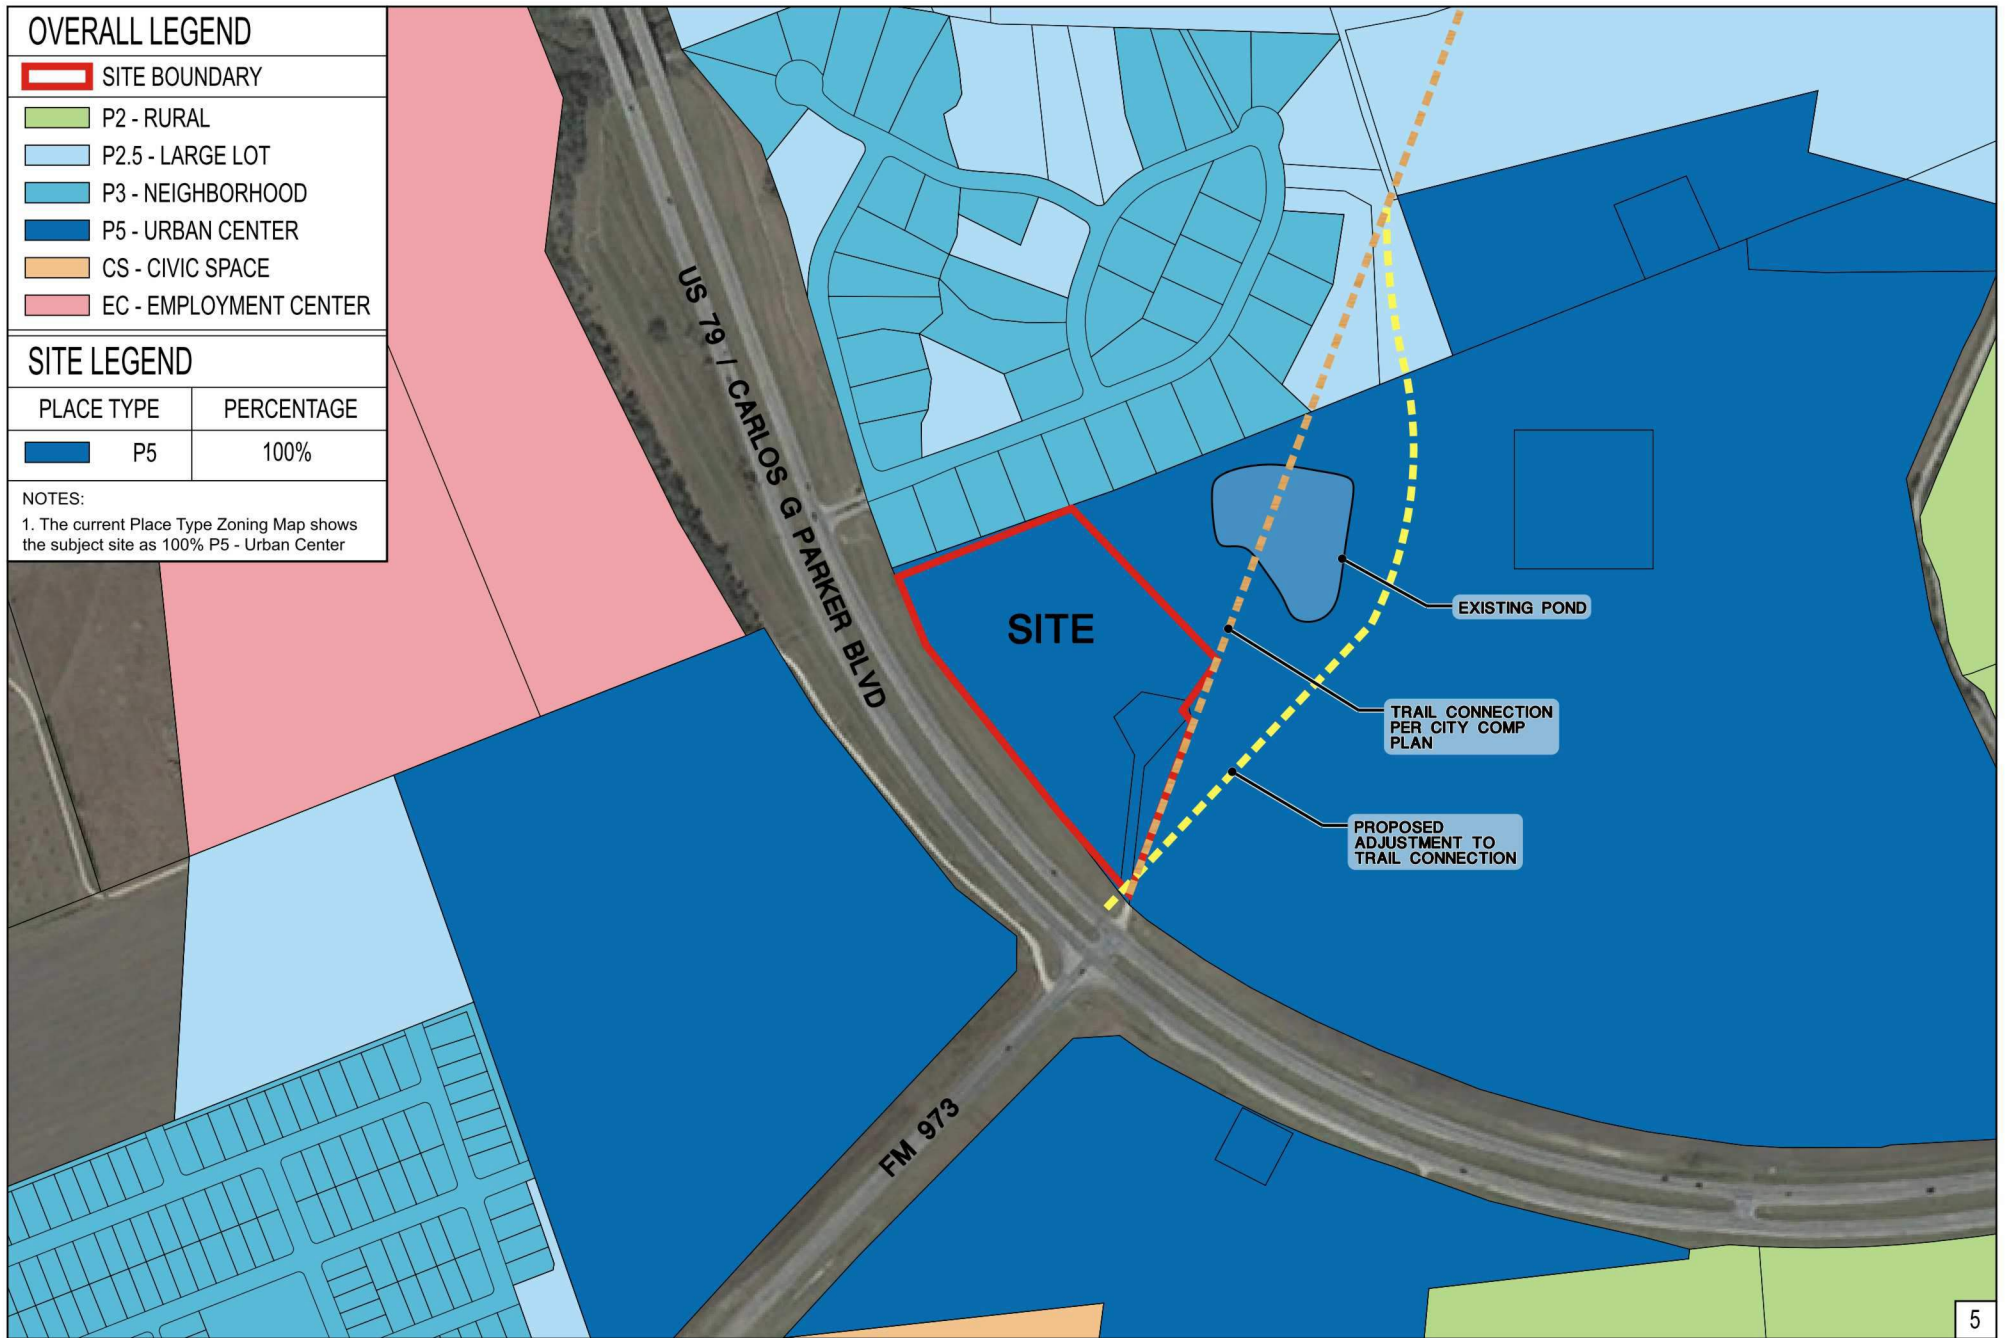 OVERALL LEGEND
SITE BOUNDARY
P2 - RURAL
P2.5 - LARGE LOT
P3 - NEIGHBORHOOD
P5 - URBAN CENTER
CS - CIVIC SPACE
EC - EMPLOYMENT CENTER
SITE LEGEND
PLACE TYPE PERCENTAGE
P5 100%
NOTES:
1. The current Place Type Zoning Map shows
the subject site as 100% P5 - Urban Center
US 79 / CARLOS G PARKER BLVD
SITE
EXISTING POND
TRAIL CONNECTION
PER CITY COMP
PLAN
PROPOSED
ADJUSTMENT TO
TRAIL CONNECTION
FM 973
5